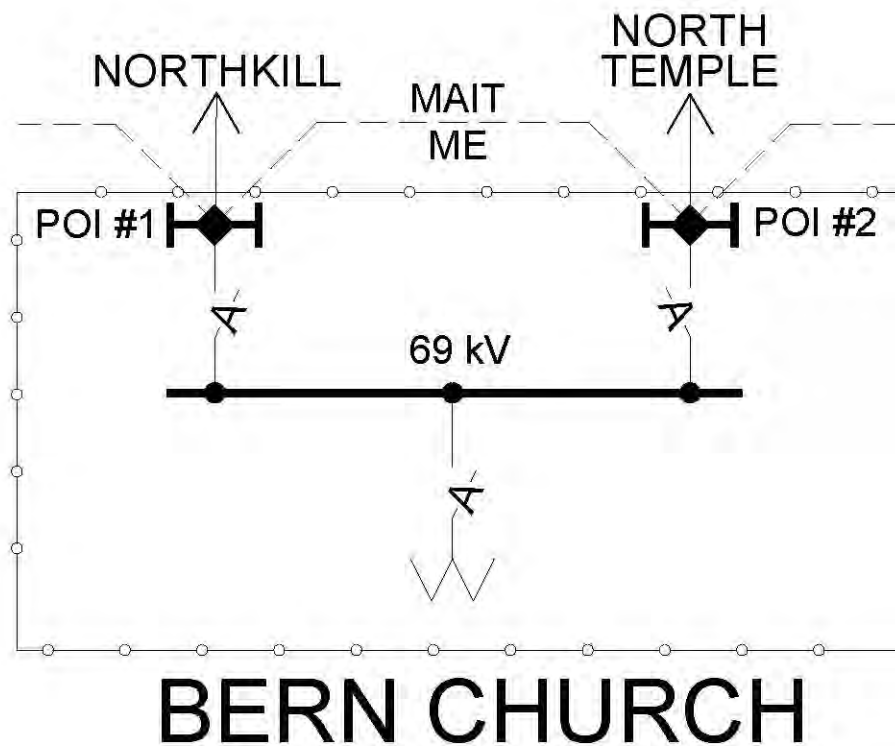 NORTHKILL
NORTH
TEMPLE
MAIT
ME
POI #1
POI #2
A
A
69 kV
A
BERN CHURCH